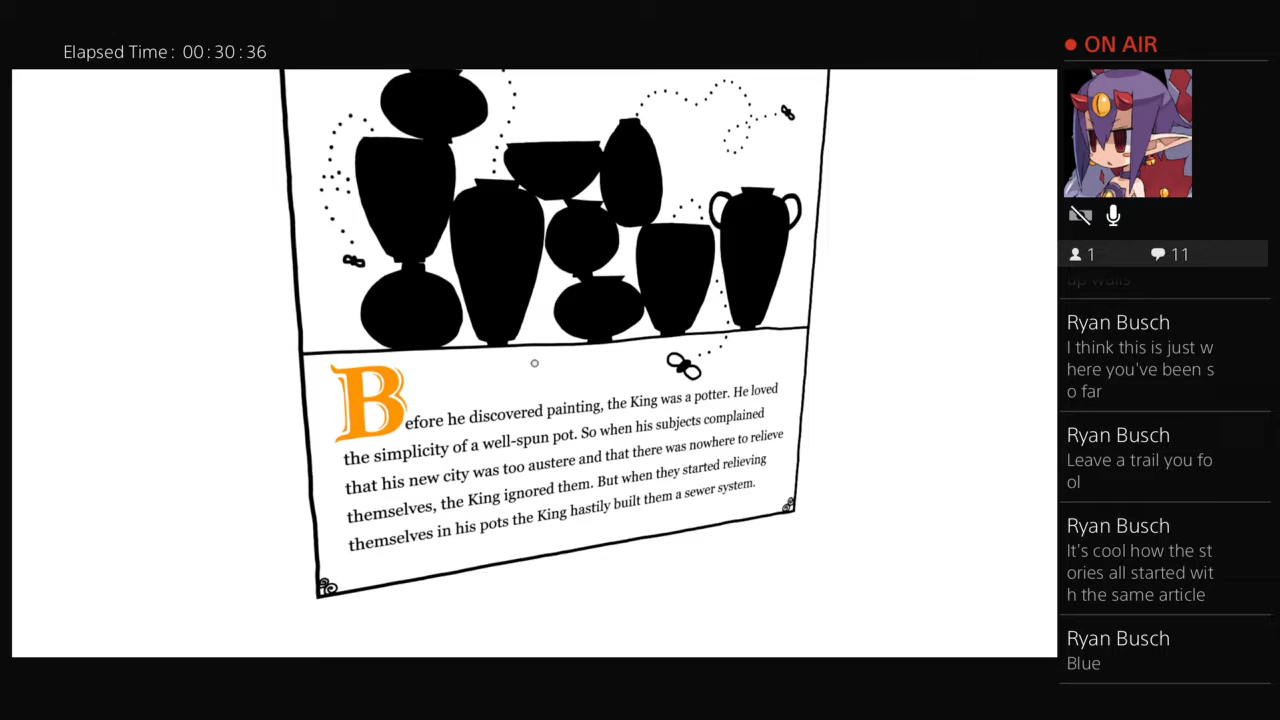 Elapsed Time: 00:30:36
Before he discovered painting, the King was a potter. He loved
the simplicity of a well-spun pot. So when his subjects complained
that his new city was too austere and that there was nowhere to relieve
themselves, the King ignored them. But when they started relieving
themselves in his pots the King hastily built them a sewer system.
ON AIR
1
11
up walls
Ryan Busch
I think this is just w
here you've been s
o far
Ryan Busch
Leave a trail you fo
ol
Ryan Busch
It's cool how the st
ories all started wit
h the same article
Ryan Busch
Blue